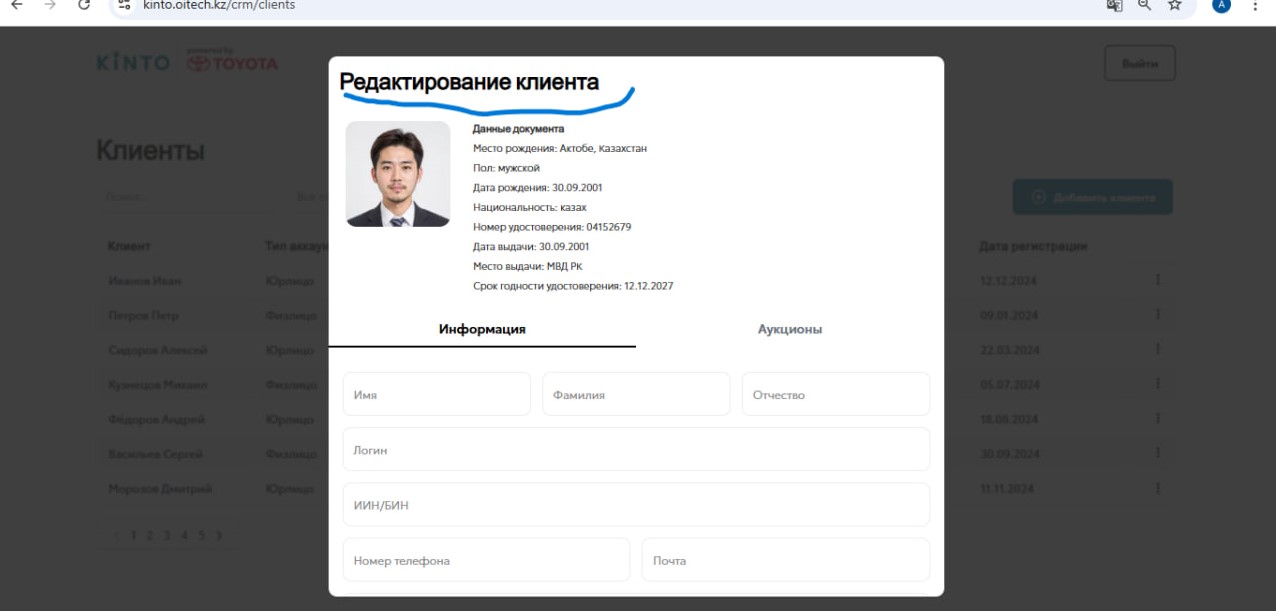 kinto.oitech.kz/crm/clients
A
KINTO
powered by
TOYOTA
Выйти
Редактирование клиента
Данные документа
Место рождения: Актобе, Казахстан
Пол: мужской
Дата рождения: 30.09.2001
Национальность: казах
Номер удостоверения: 04152679
Дата выдачи: 30.09.2001
Место выдачи: МВД РК
Срок годности удостоверения: 12.12.2027
Клиенты
Поиск...
Добавить клиента
Клиент Тип аккаун Дата регистрации
Иванов Иван Юрлицо 12.12.2024
Петров Петр Физлицо 09.01.2024
Сидоров Алексей Юрлицо 22.03.2024
Кузнецов Михаил Физлицо 05.07.2024
Фёдоров Андрей Юрлицо 18.08.2024
Васильев Сергей Физлицо 30.09.2024
Морозов Дмитрий Юрлицо 11.11.2024
1 2 3 4 5
Информация Аукционы
Имя Фамилия Отчество
Логин
ИИН/БИН
Номер телефона Почта